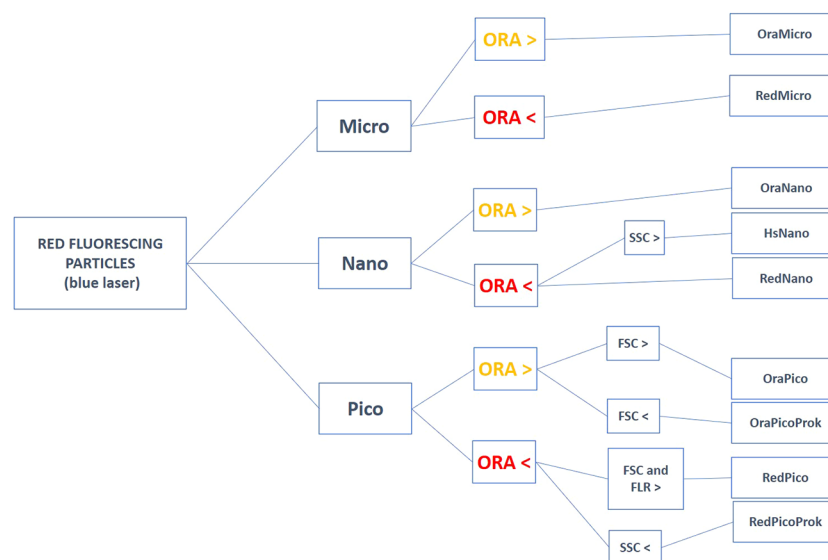 RED FLUORESCING
PARTICLES
(blue laser)
Micro
ORA >
OraMicro
ORA <
RedMicro
Nano
ORA >
OraNano
ORA <
SSC >
HsNano
RedNano
Pico
ORA >
FSC >
OraPico
FSC <
OraPicoProk
ORA <
FSC and
FLR >
RedPico
SSC <
RedPicoProk